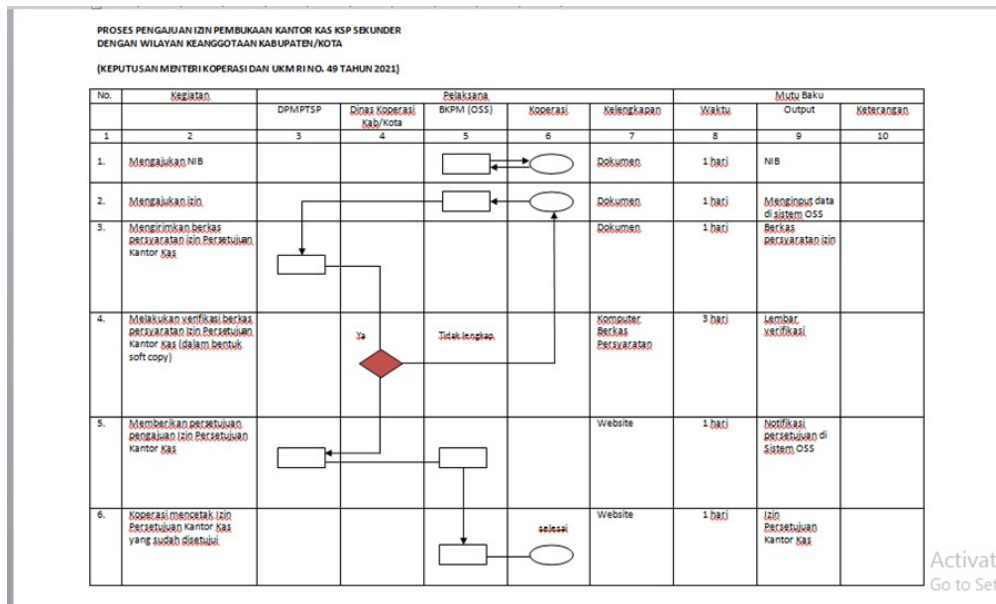 PROSES PENGAJUAN IZIN PEMBUKAAN KANTOR KAS KSP SEKUNDER
DENGAN WILAYAN KEANGGOTAAN KABUPATEN/KOTA
(KEPUTUSAN MENTERI KOPERASI DAN UKM RI NO. 49 TAHUN 2021)
No. Kegiatan Pelaksana Mutu Baku
DPMPTSP Dinas Koperasi BKPM (OSS) Koperasi Kelengkapan Waktu Output Keterangan
Kab/Kota
1 2 3 4 5 6 7 8 9 10
1. Mengajukan NIB Dokumen 1 hari NIB
2. Mengajukan izin Dokumen 1 hari Menginput data
di sistem OSS
3. Mengirimkan berkas Dokumen 1 hari Berkas
persyaratan izin Persetujuan persyaratan izin
Kantor Kas
4. Melakukan verifikasi berkas Komputer 3 hari Lembar
persyaratan Izin Persetujuan Ya Tidak lengkap Berkas verifikasi
Kantor Kas (dalam bentuk Persyaratan
soft copy)
5. Memberikan persetujuan Website 1 hari Notifikasi
pengajuan Izin Persetujuan persetujuan di
Kantor Kas Sistem OSS
6. Koperasi mencetak Izin Website 1 hari Izin
Persetujuan Kantor Kas selesai Persetujuan
yang sudah disetujui Kantor Kas
Activat
Go to Set